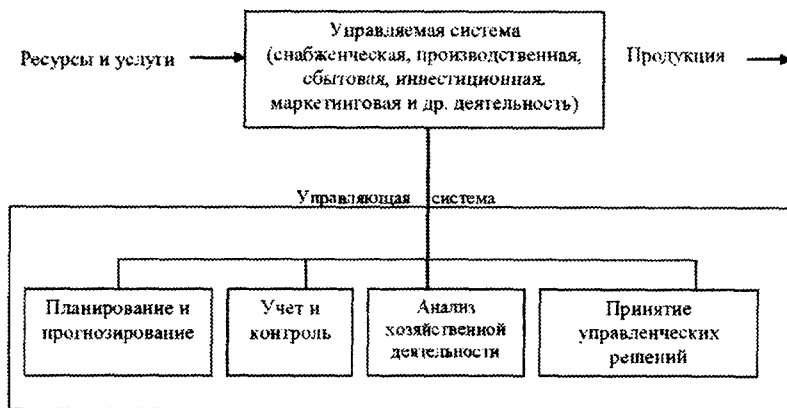 Управляемая система
(снабженческая, производственная,
сбытовая, инвестиционная,
маркетинговая и др. деятельность)
Ресурсы и услуги
Продукция
Управляющая система
Планирование и
прогнозирование
Учет и
контроль
Анализ
хозяйственной
деятельности
Принятие
управленческих
решений